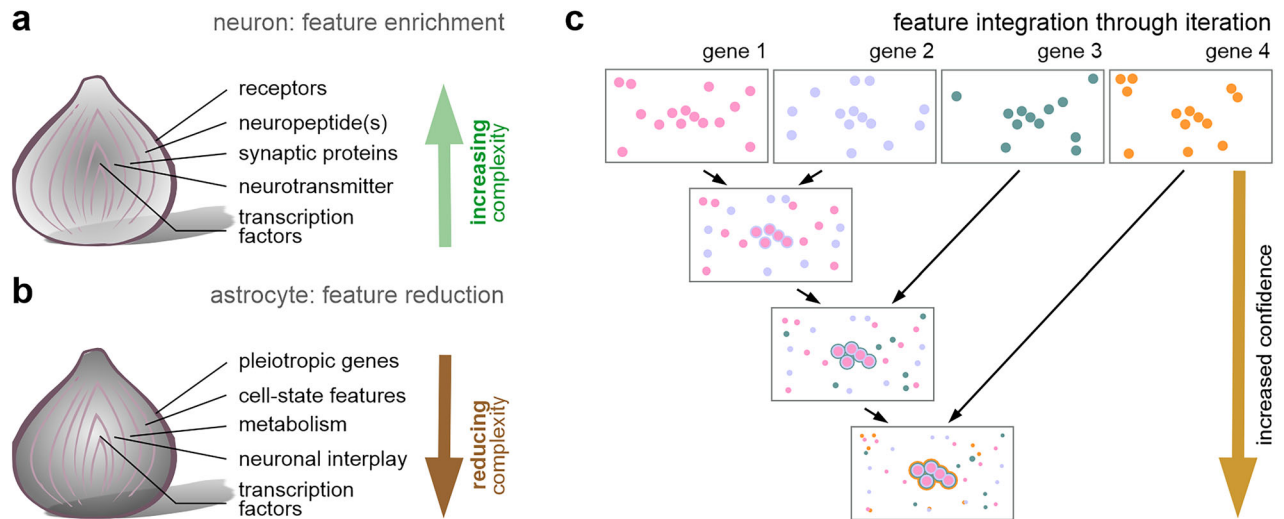 a
neuron: feature enrichment
receptors
neuropeptide(s)
synaptic proteins
neurotransmitter
transcription
factors
increasing
complexity
b
astrocyte: feature reduction
pleiotropic genes
cell-state features
metabolism
neuronal interplay
transcription
factors
reducing
complexity
c
feature integration through iteration
gene 1
gene 2
gene 3
gene 4
increased confidence